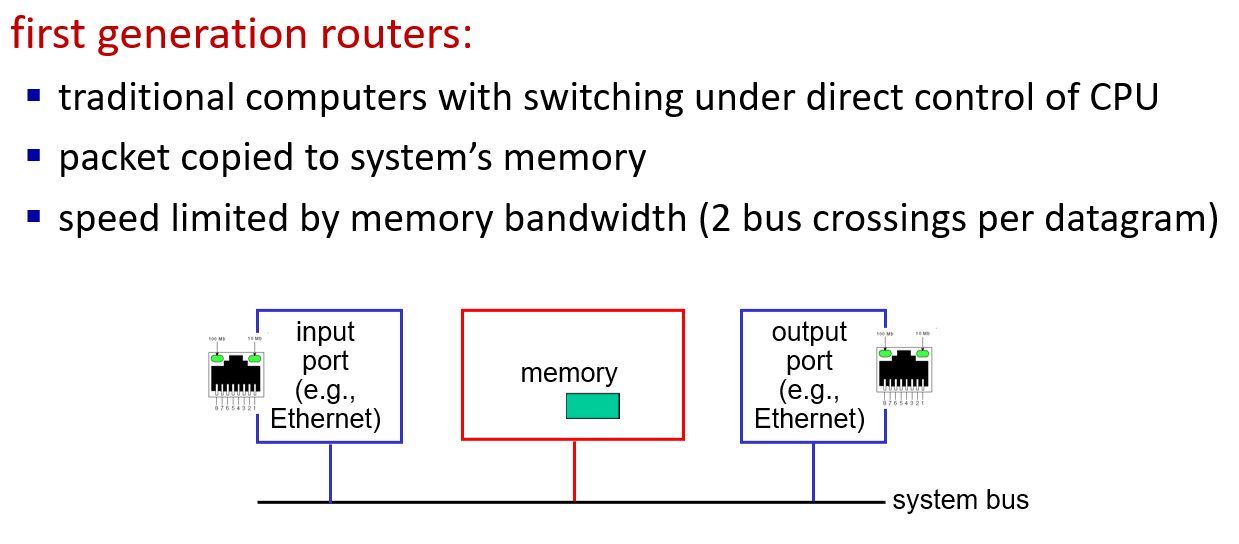 first generation routers:
▪ traditional computers with switching under direct control of CPU
▪ packet copied to system’s memory
▪ speed limited by memory bandwidth (2 bus crossings per datagram)
input
port
(e.g.,
Ethernet)
memory
output
port
(e.g.,
Ethernet)
100 Mb 10 Mb
8 7 6 5 4 3 2 1
100 Mb 10 Mb
8 7 6 5 4 3 2 1
system bus